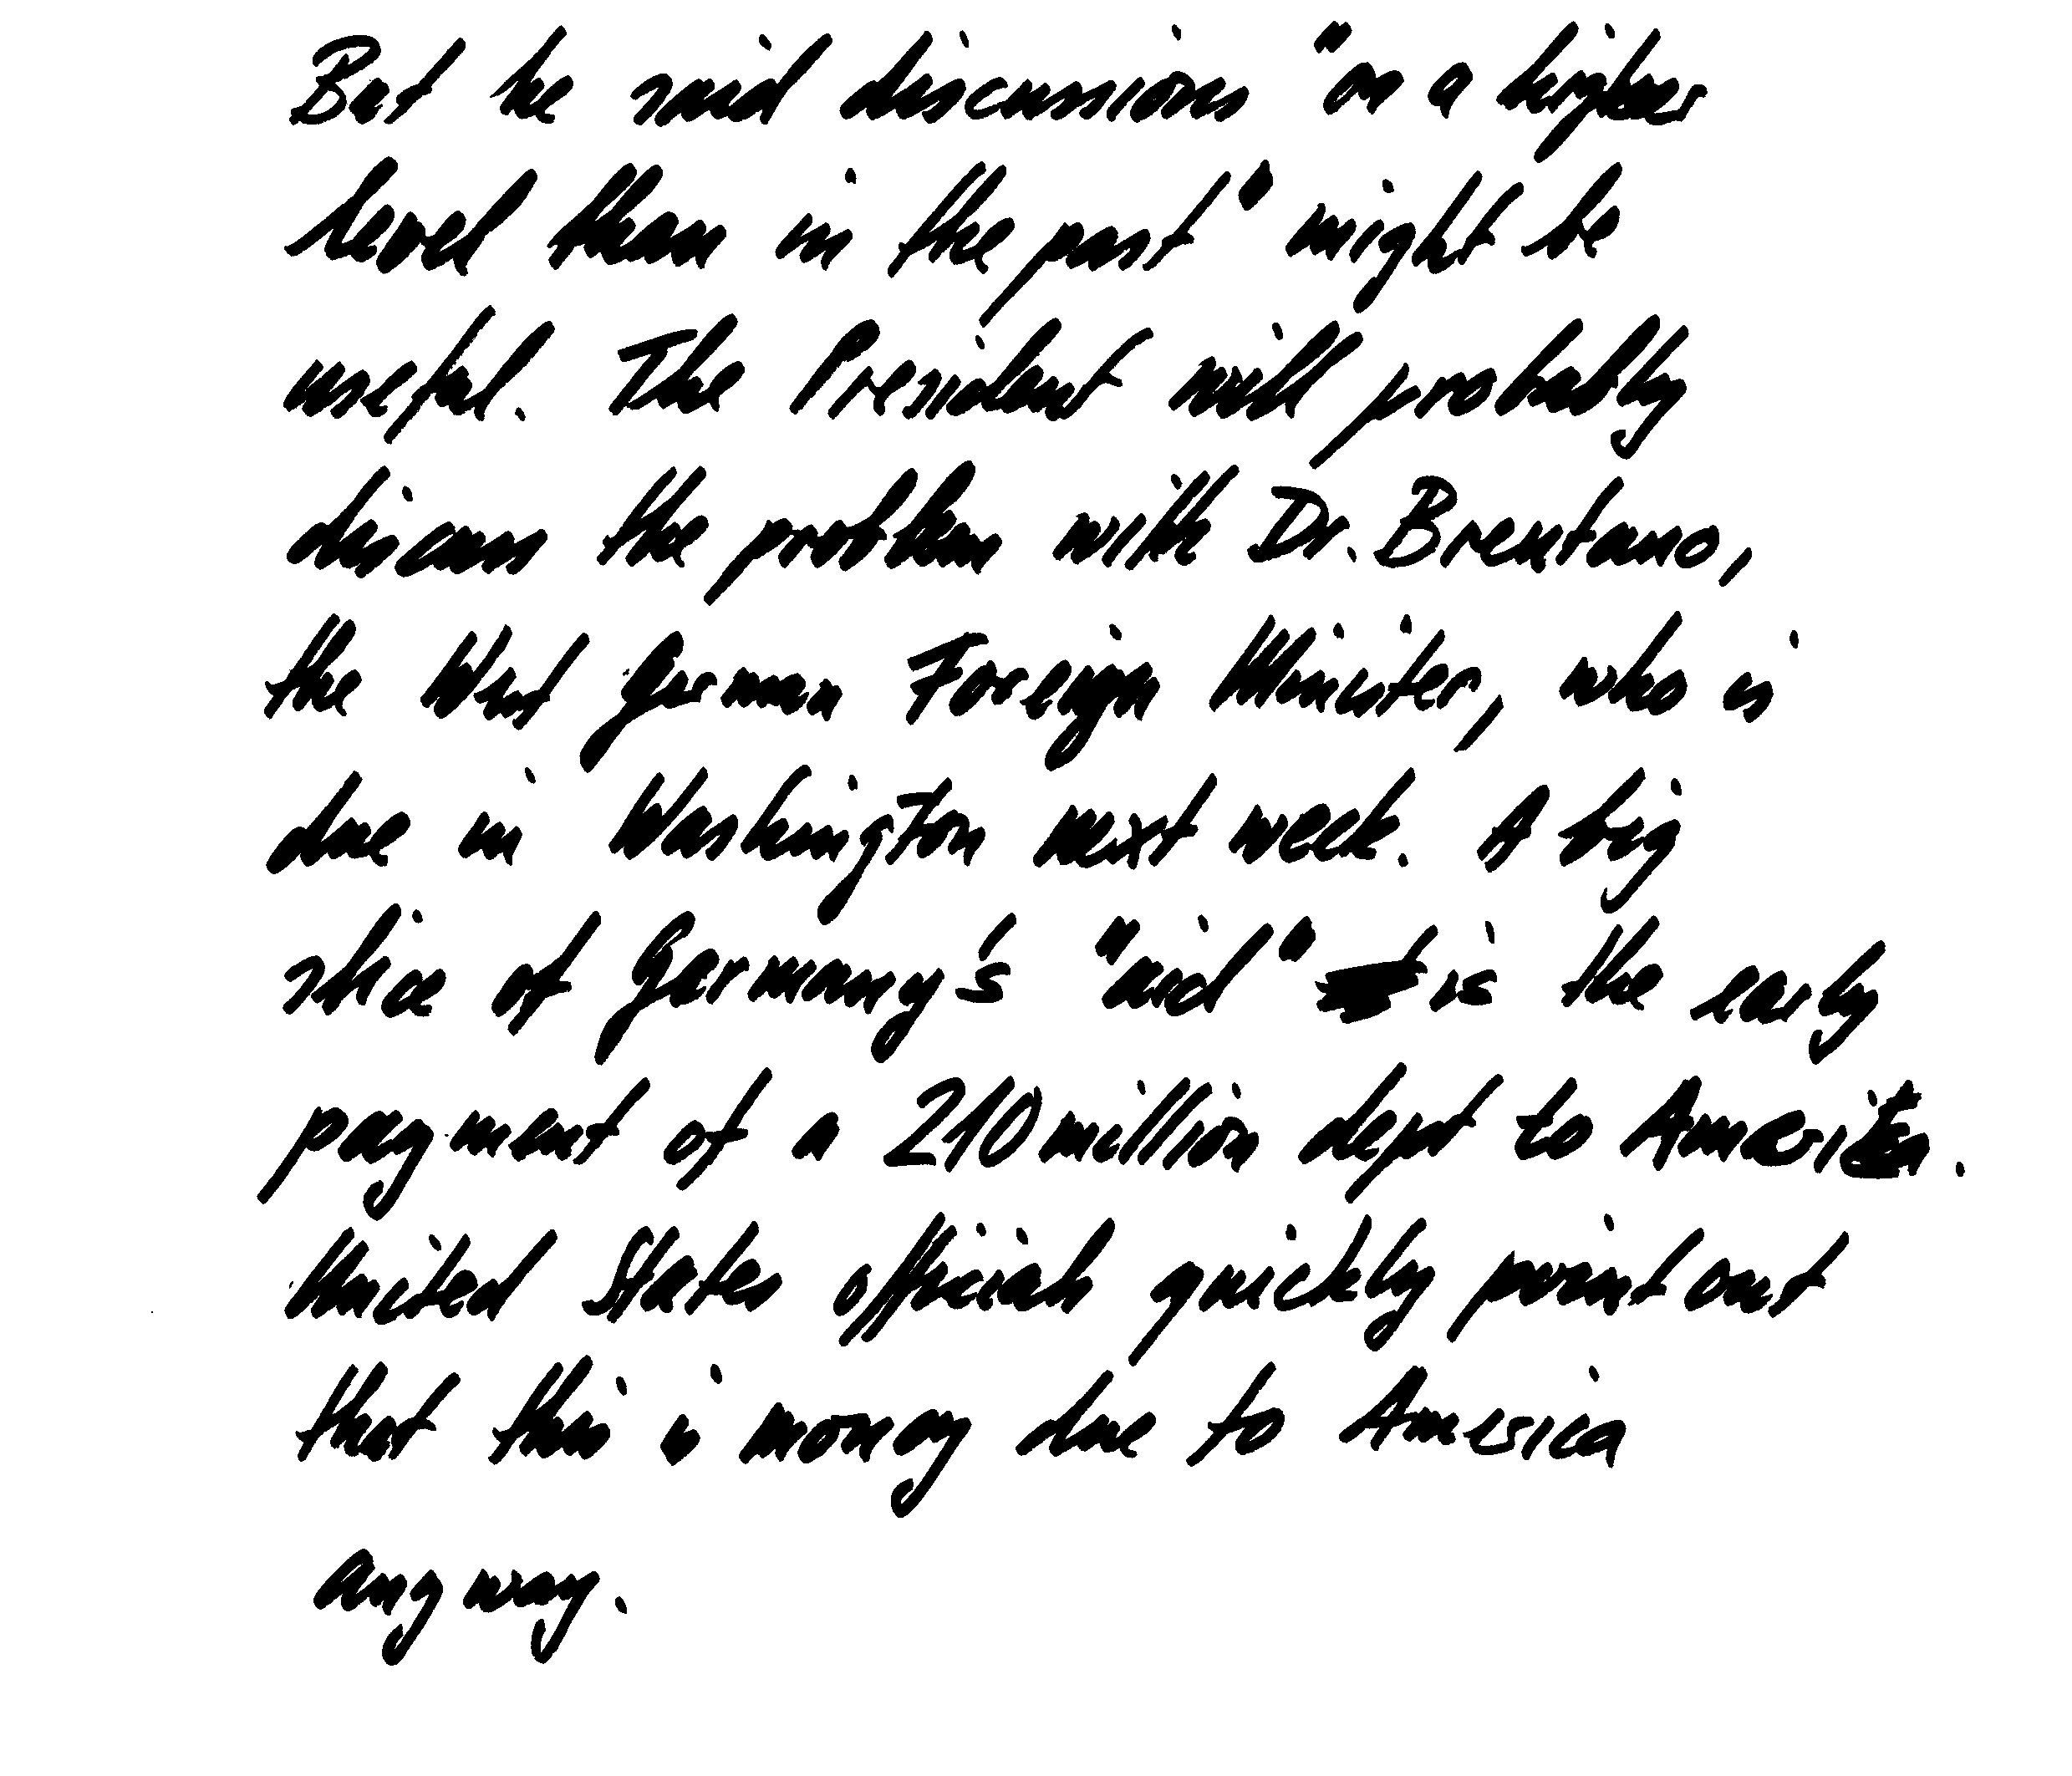 But he said discussions "on a higher
level than in the past" might be
useful. The President will probably
discuss the problem with Dr. Brentano,
the West German Foreign Minister, who is
due in Washington next week. A big
slice of Germany's "aid" is the early
payment of a 210 million dept to America.
United States officials quickly point out
that this is money due to America
anyway.